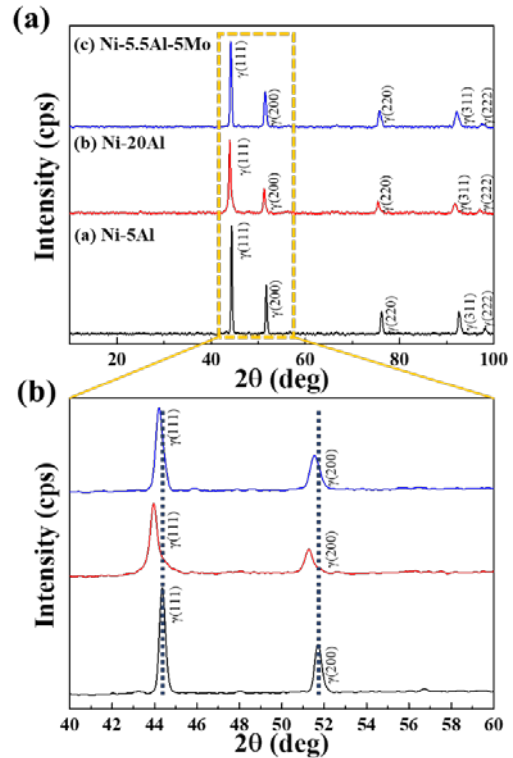 (a)
(c) Ni-5.5Al-5Mo
γ(111)
γ(200)
γ(220)
γ(311)
γ(222)
(b) Ni-20Al
γ(111)
γ(200)
γ(220)
γ(311)
γ(222)
(a) Ni-5Al
γ(111)
γ(200)
γ(220)
γ(311)
γ(222)
Intensity (cps)
20 40 60 80 100
2θ (deg)
(b)
γ(111)
γ(200)
γ(111)
γ(200)
γ(111)
γ(200)
Intensity (cps)
40 42 44 46 48 50 52 54 56 58 60
2θ (deg)